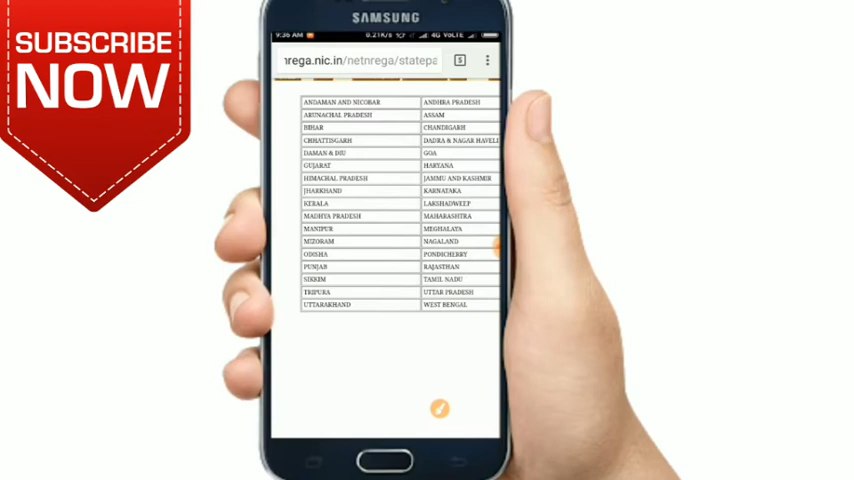 SUBSCRIBE
NOW
SAMSUNG
9:36 AM 0.21K/s 4G VoLTE
nrega.nic.in/netnrega/statepa
5
ANDAMAN AND NICOBAR ANDHRA PRADESH
ARUNACHAL PRADESH ASSAM
BIHAR CHANDIGARH
CHHATTISGARH DADRA & NAGAR HAVELI
DAMAN & DIU GOA
GUJARAT HARYANA
HIMACHAL PRADESH JAMMU AND KASHMIR
JHARKHAND KARNATAKA
KERALA LAKSHADWEEP
MADHYA PRADESH MAHARASHTRA
MANIPUR MEGHALAYA
MIZORAM NAGALAND
ODISHA PONDICHERRY
PUNJAB RAJASTHAN
SIKKIM TAMIL NADU
TRIPURA UTTAR PRADESH
UTTARAKHAND WEST BENGAL